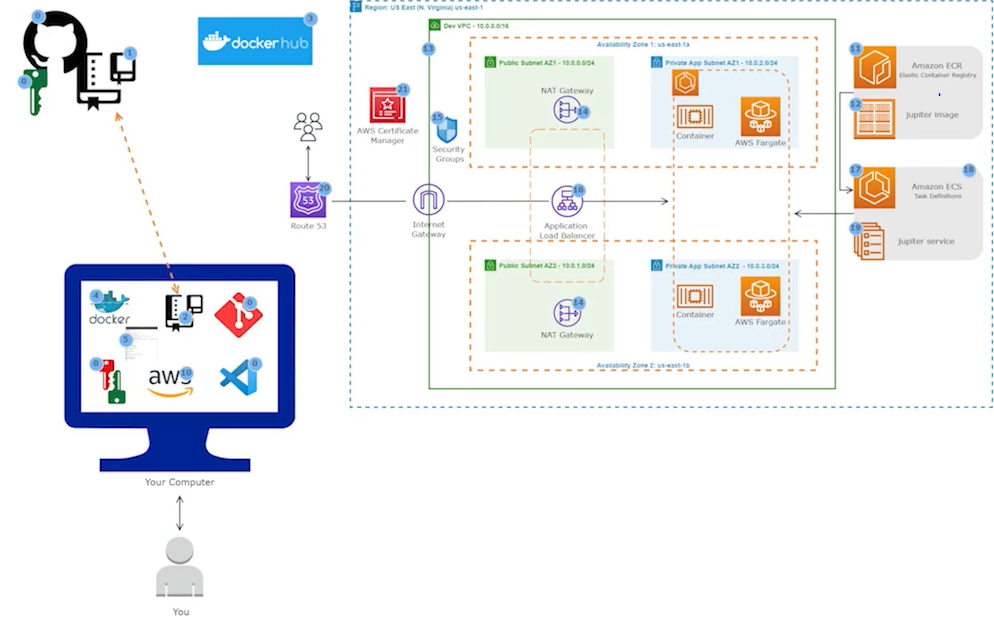 0
3
docker hub
1
0
Region: US East (N. Virginia) us-east-1
Dev VPC - 10.0.0.0/16
13
Availability Zone 1: us-east-1a
Public Subnet AZ1 - 10.0.0.0/24
Private App Subnet AZ1 - 10.0.2.0/24
NAT Gateway
14
Container
AWS Fargate
11
Amazon ECR
Elastic Container Registry
12
jupiter image
21
AWS Certificate
Manager
15
Security
Groups
20
53
Route 53
Internet
Gateway
16
Application
Load Balancer
17
18
Amazon ECS
Task Definitions
19
jupiter service
Public Subnet AZ2 - 10.0.1.0/24
Private App Subnet AZ2 - 10.0.3.0/24
14
NAT Gateway
Container
AWS Fargate
Availability Zone 2: us-east-1b
4
docker
2
0
5
0
aws
10
0
Your Computer
You